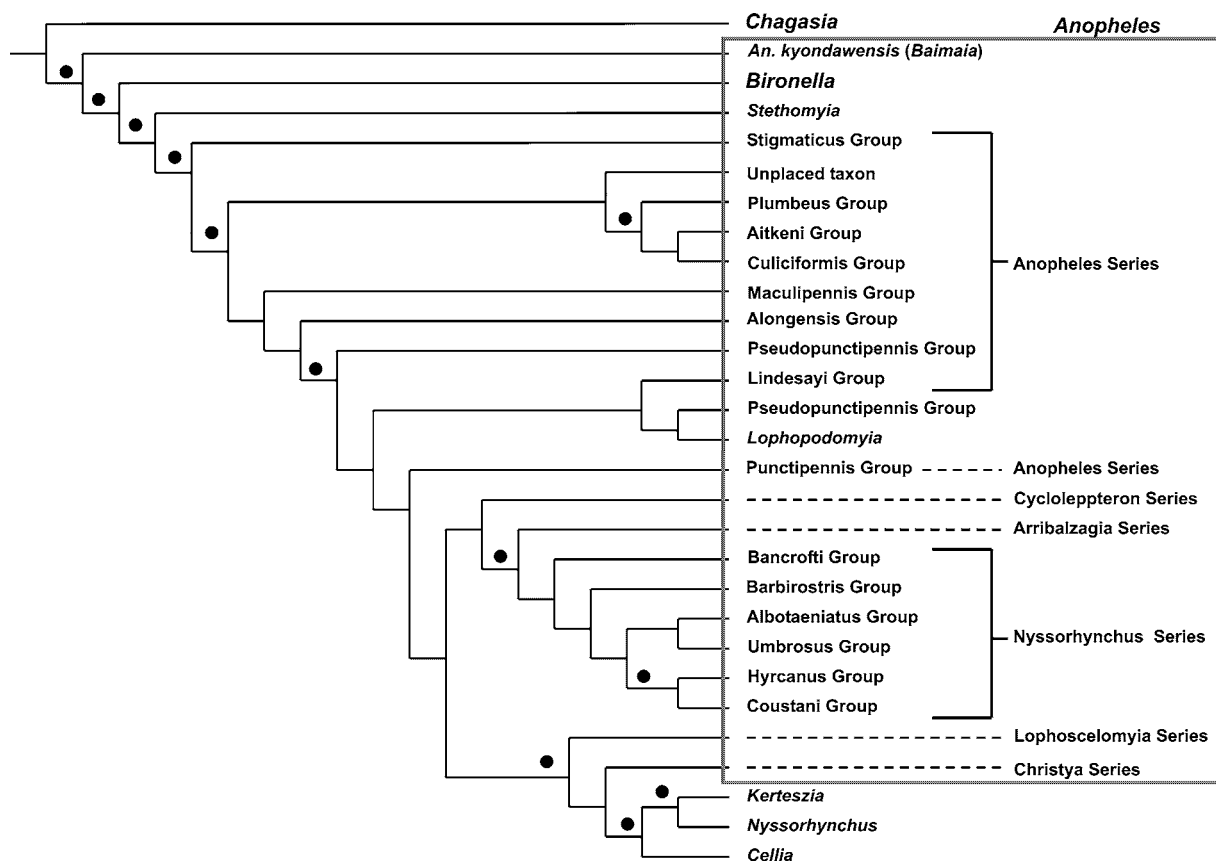 Chagasia
Anopheles
An. kyondawensis (Baimaia)
Bironella
Stethomyia
Stigmaticus Group
Unplaced taxon
Plumbeus Group
Aitkeni Group
Culiciformis Group
Anopheles Series
Maculipennis Group
Alongensis Group
Pseudopunctipennis Group
Lindesayi Group
Pseudopunctipennis Group
Lophopodomyia
Punctipennis Group
Anopheles Series
Cycloleppteron Series
Arribalzagia Series
Bancrofti Group
Barbirostris Group
Albotaeniatus Group
Nyssorhynchus Series
Umbrosus Group
Hyrcanus Group
Coustani Group
Lophoscelomyia Series
Christya Series
Kerteszia
Nyssorhynchus
Cellia